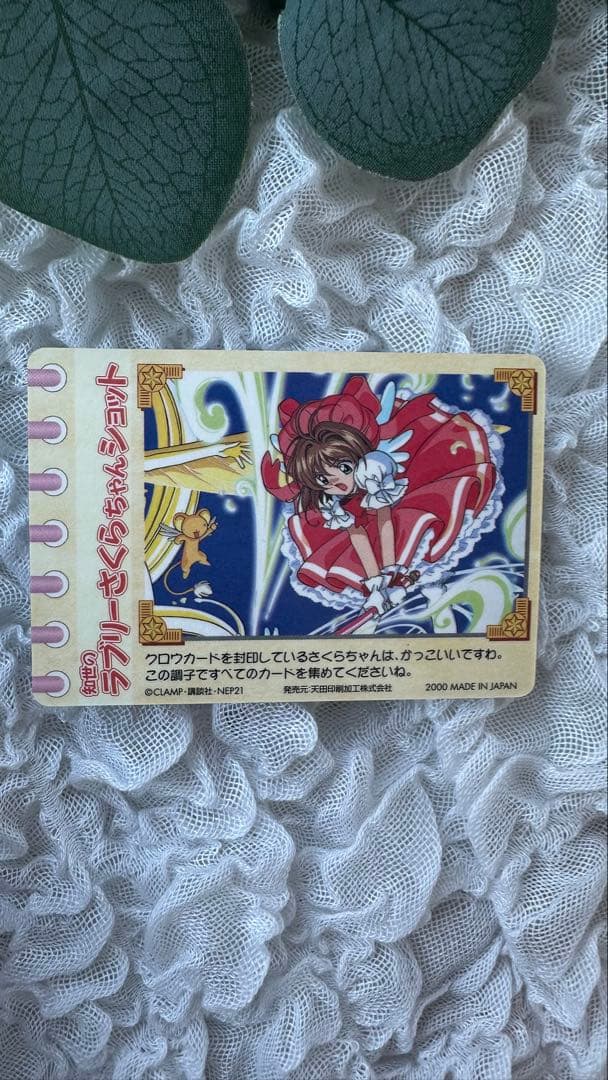 知世の
ラブリーさくらちゃんショット
クロウカードを封印しているさくらちゃんは、かっこいいですわ。
この調子ですべてのカードを集めてくださいね。
©CLAMP・講談社・NEP21 発売元:天田印刷加工株式会社 2000 MADE IN JAPAN